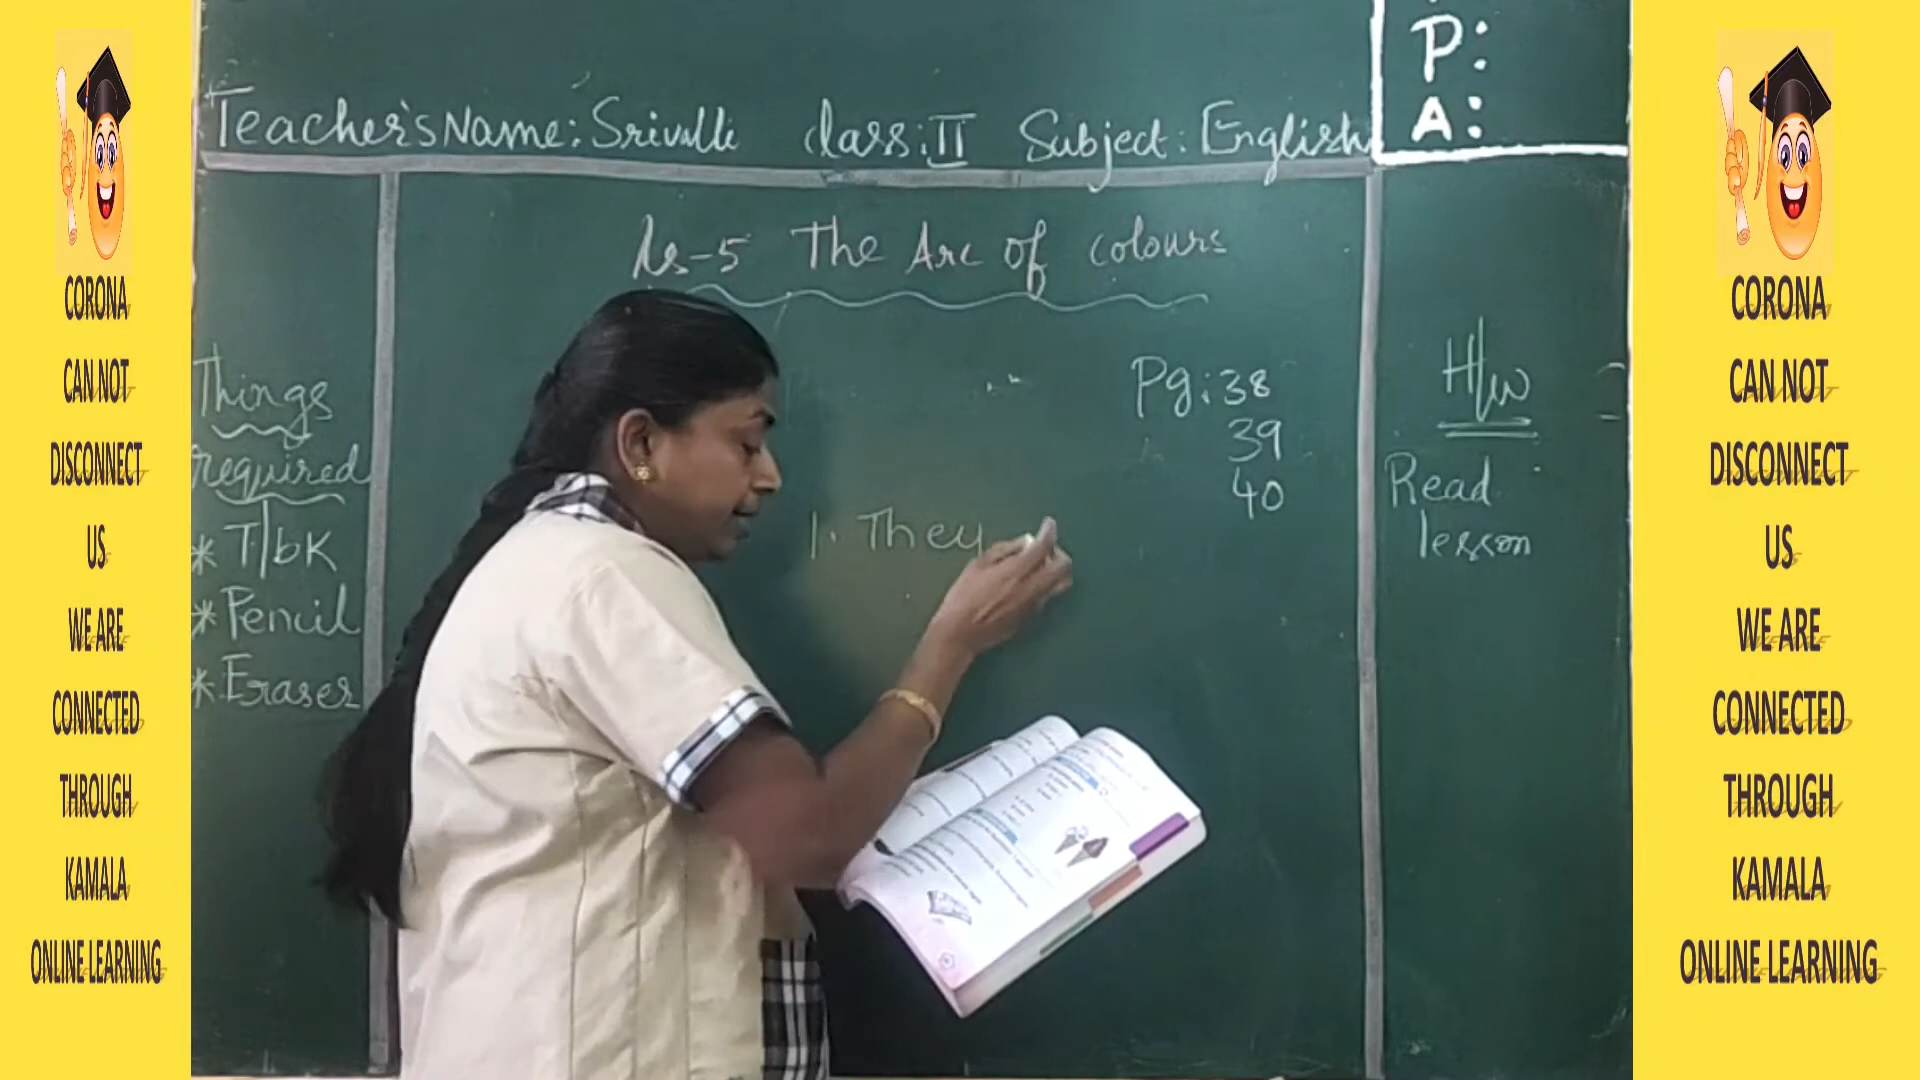 CORONA
CAN NOT
DISCONNECT
US
WE ARE
CONNECTED
THROUGH
KAMALA
ONLINE LEARNING
P:
A:
Teacher's Name: Srivalli Class: II Subject: English
Ls-5 The Arc of colours
Things
required
* T/bk
* Pencil
* Eraser
1. They
Pg: 38
39
40
H/w
Read
lesson
CORONA
CAN NOT
DISCONNECT
US
WE ARE
CONNECTED
THROUGH
KAMALA
ONLINE LEARNING